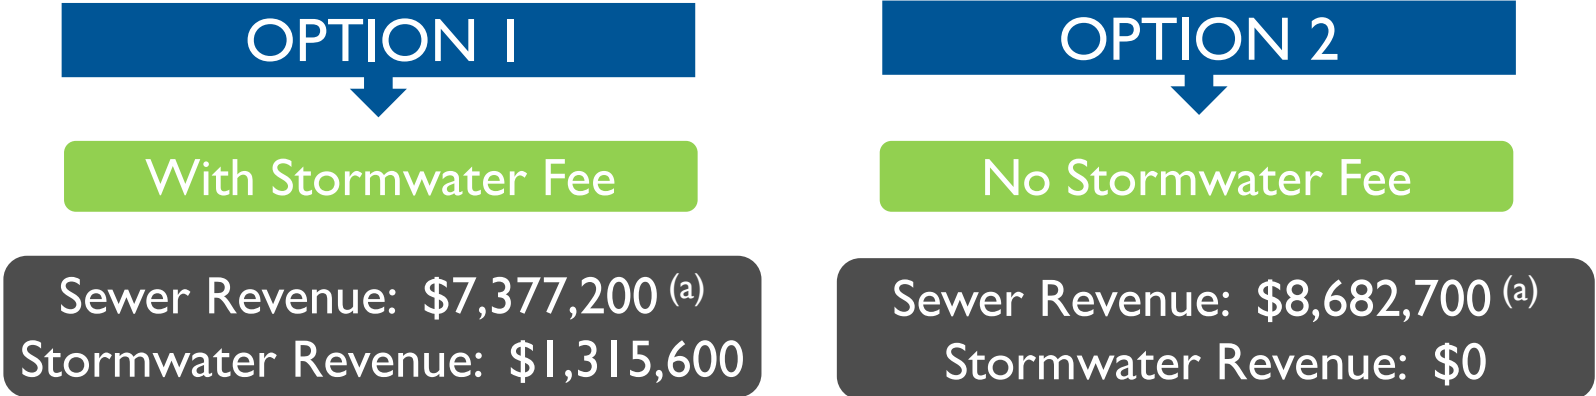 OPTION 1
With Stormwater Fee
Sewer Revenue: $7,377,200 (a)
Stormwater Revenue: $1,315,600
OPTION 2
No Stormwater Fee
Sewer Revenue: $8,682,700 (a)
Stormwater Revenue: $0